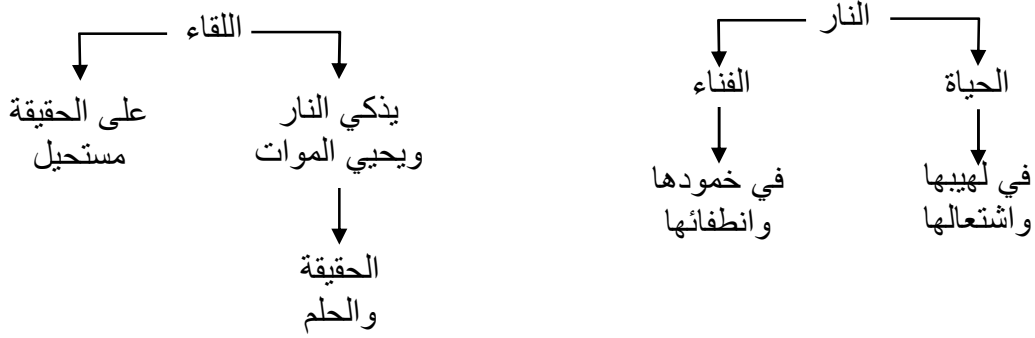 النار
الحياة
في لهيبها
واشتعالها
الفناء
في خمودها
وانطفائها
اللقاء
يذكي النار
ويحيي الموات
الحقيقة
والحلم
على الحقيقة
مستحيل